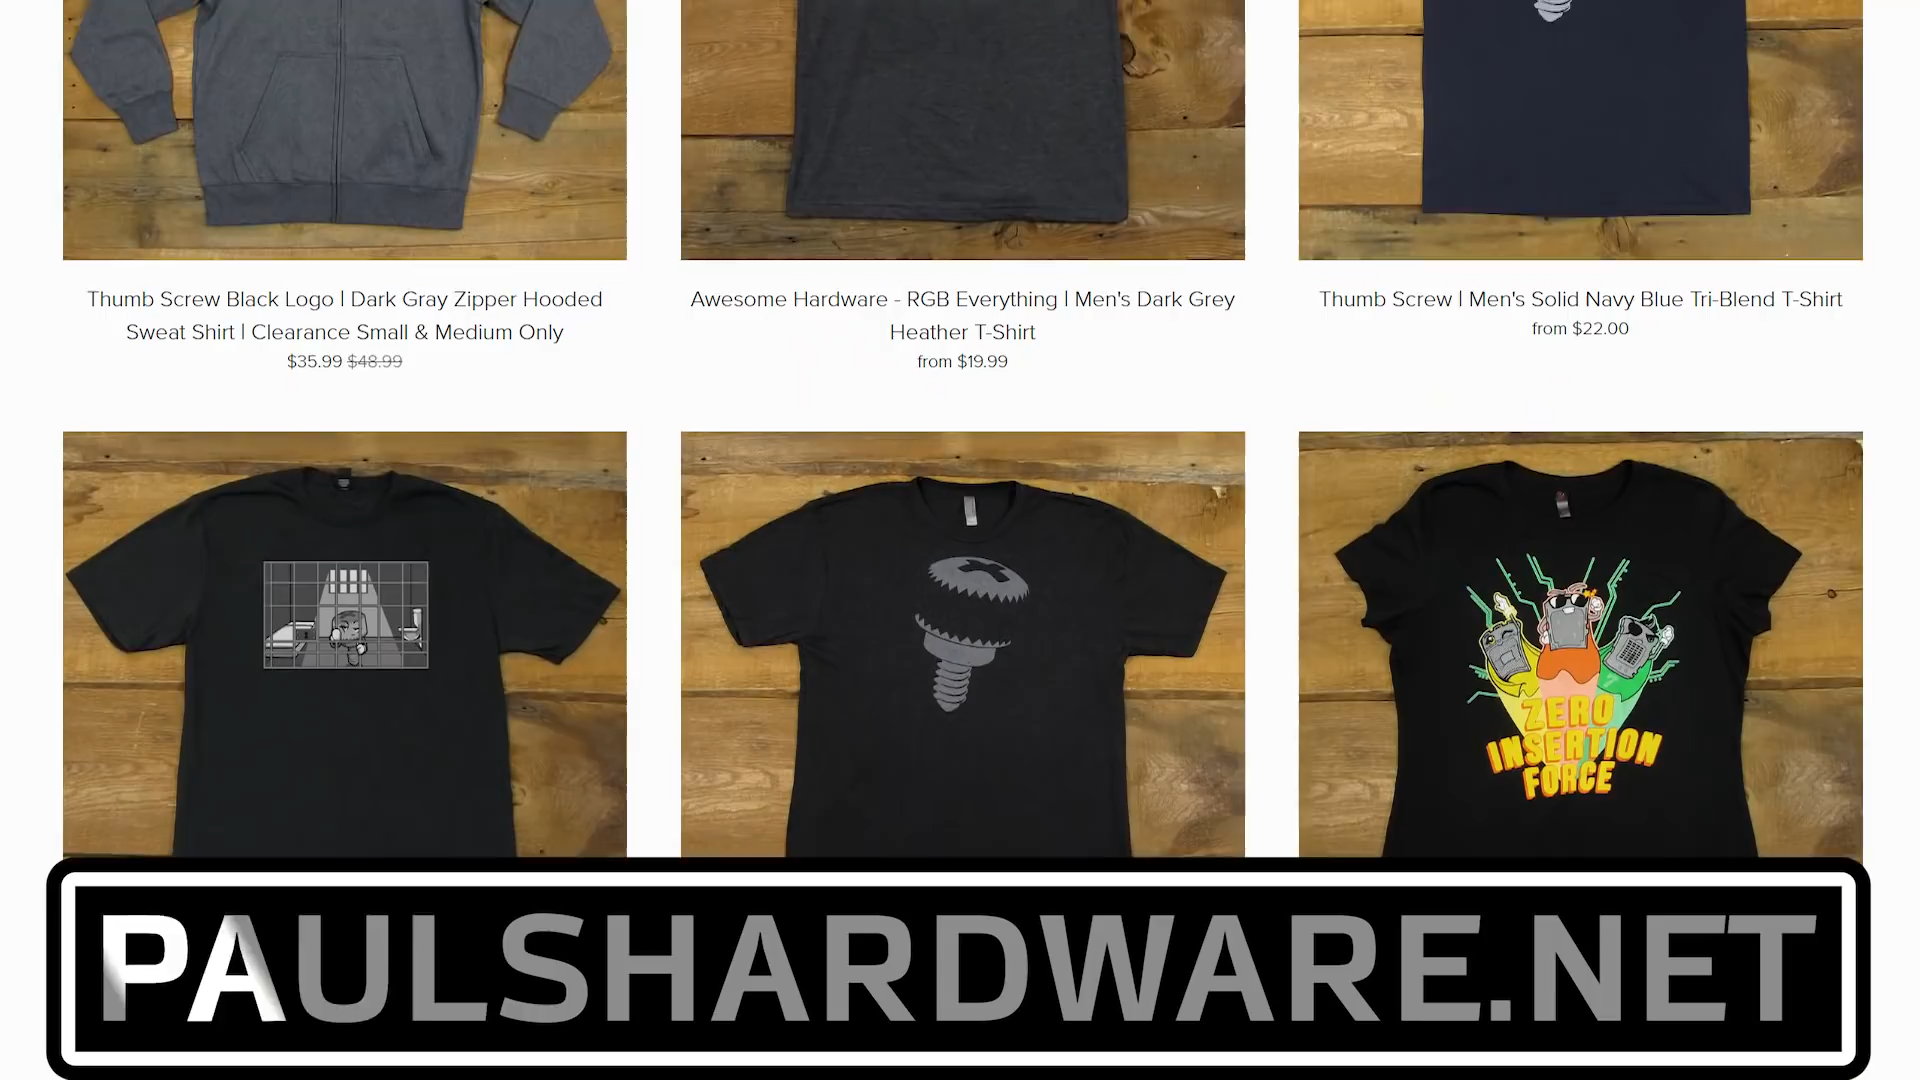 Thumb Screw Black Logo | Dark Gray Zipper Hooded
Sweat Shirt | Clearance Small & Medium Only
$35.99 $48.99
Awesome Hardware - RGB Everything | Men's Dark Grey
Heather T-Shirt
from $19.99
Thumb Screw | Men's Solid Navy Blue Tri-Blend T-Shirt
from $22.00
ZERO
INSERTION
FORCE
PAULSHARDWARE.NET